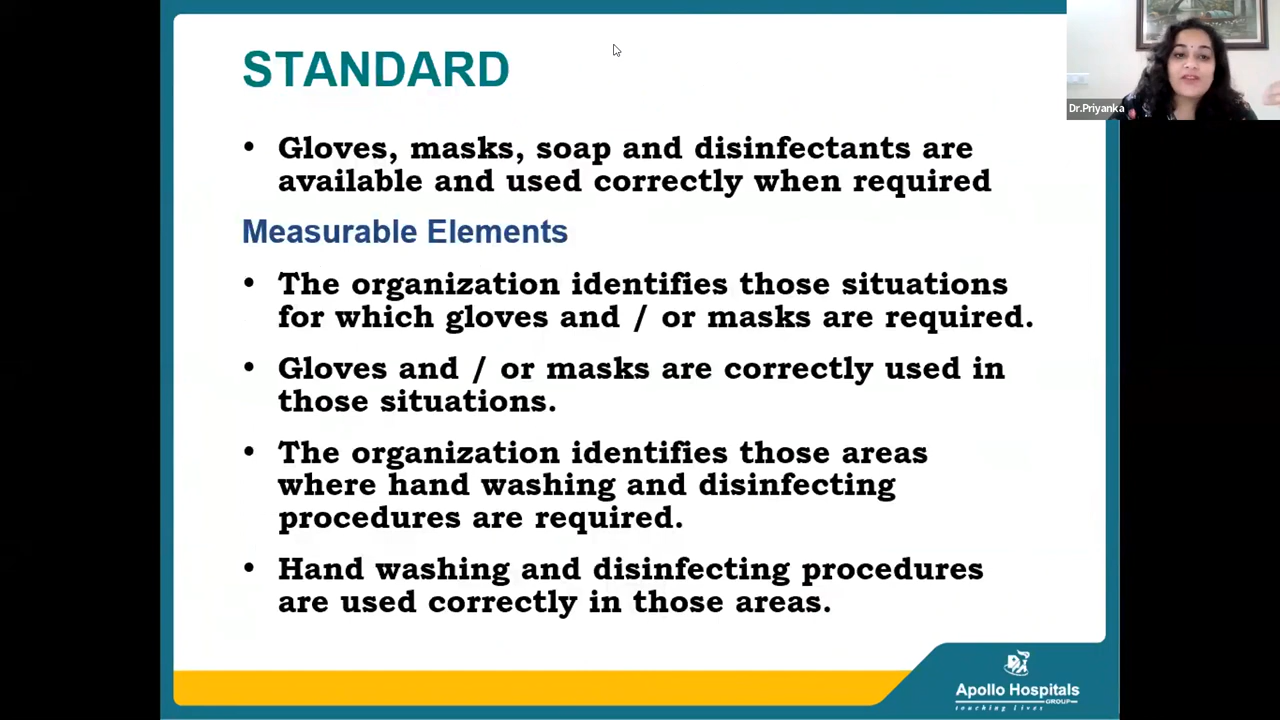 STANDARD
Dr.Priyanka
• Gloves, masks, soap and disinfectants are
available and used correctly when required
Measurable Elements
• The organization identifies those situations
for which gloves and / or masks are required.
• Gloves and / or masks are correctly used in
those situations.
• The organization identifies those areas
where hand washing and disinfecting
procedures are required.
• Hand washing and disinfecting procedures
are used correctly in those areas.
Apollo Hospitals
GROUP
touching lives